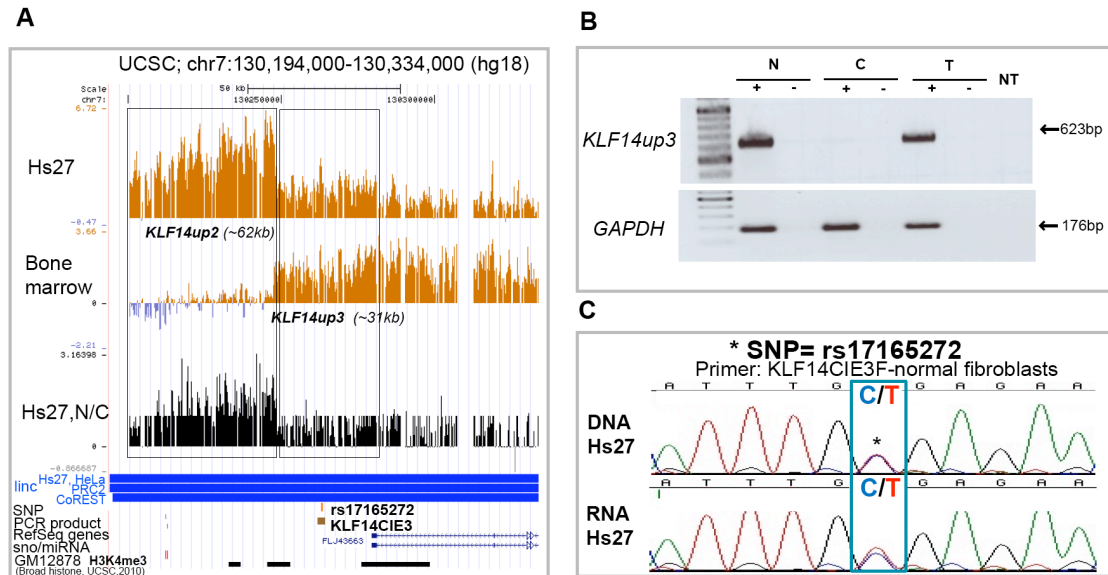 A
UCSC; chr7:130,194,000-130,334,000 (hg18)
Scale
chr7:
50 kb
130250000
130300000
6.72 _
Hs27
-0.47 _
3.66 _
KLF14up2 (~62kb)
Bone
marrow
0 _
KLF14up3 (~31kb)
-2.21 _
3.16398 _
Hs27,N/C
0 _
-0.866687 _
linc
Hs27, HeLa
PRC2
CoREST
SNP
rs17165272
PCR product
KLF14CIE3
RefSeq genes
FLJ43663
sno/miRNA
GM12878 H3K4me3
(Broad histone, UCSC,2010)
B
N C T NT
+ - + - + -
KLF14up3
623bp
GAPDH
176bp
C
* SNP= rs17165272
Primer: KLF14CIE3F-normal fibroblasts
A T T T G C/T G A G A A
DNA
Hs27
*
A T T T G C/T G A G A A
RNA
Hs27